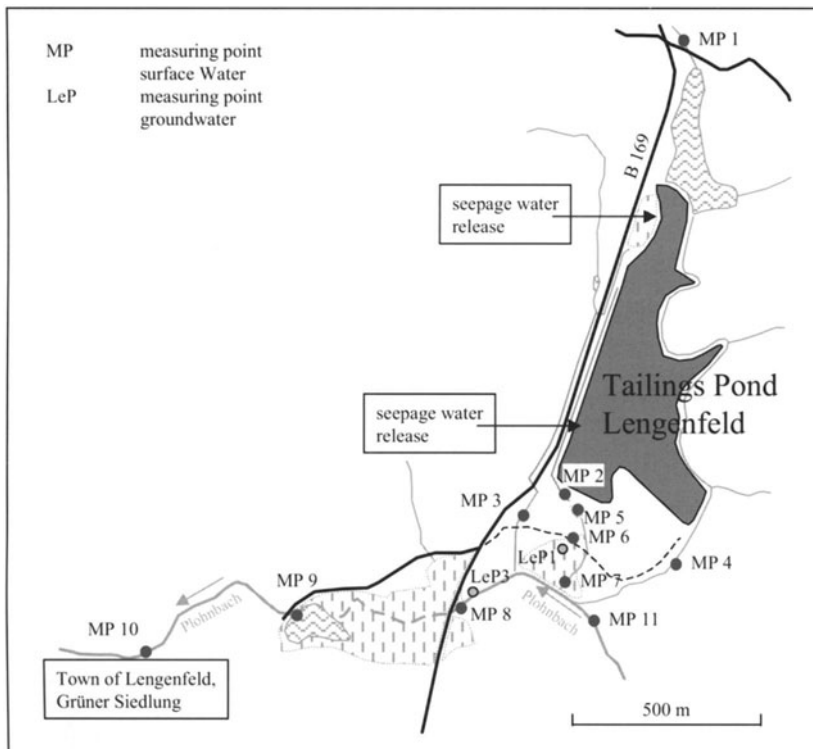 MP measuring point
surface Water
LeP measuring point
groundwater
MP 1
B 169
seepage water
release
Tailings Pond
Lengenfeld
seepage water
release
MP 2
MP 3
MP 5
MP 6
LeP1
MP 4
MP 7
LeP3
MP 9
MP 8
Plohnbach
Plohnbach
MP 11
MP 10
Town of Lengenfeld,
Grüner Siedlung
500 m